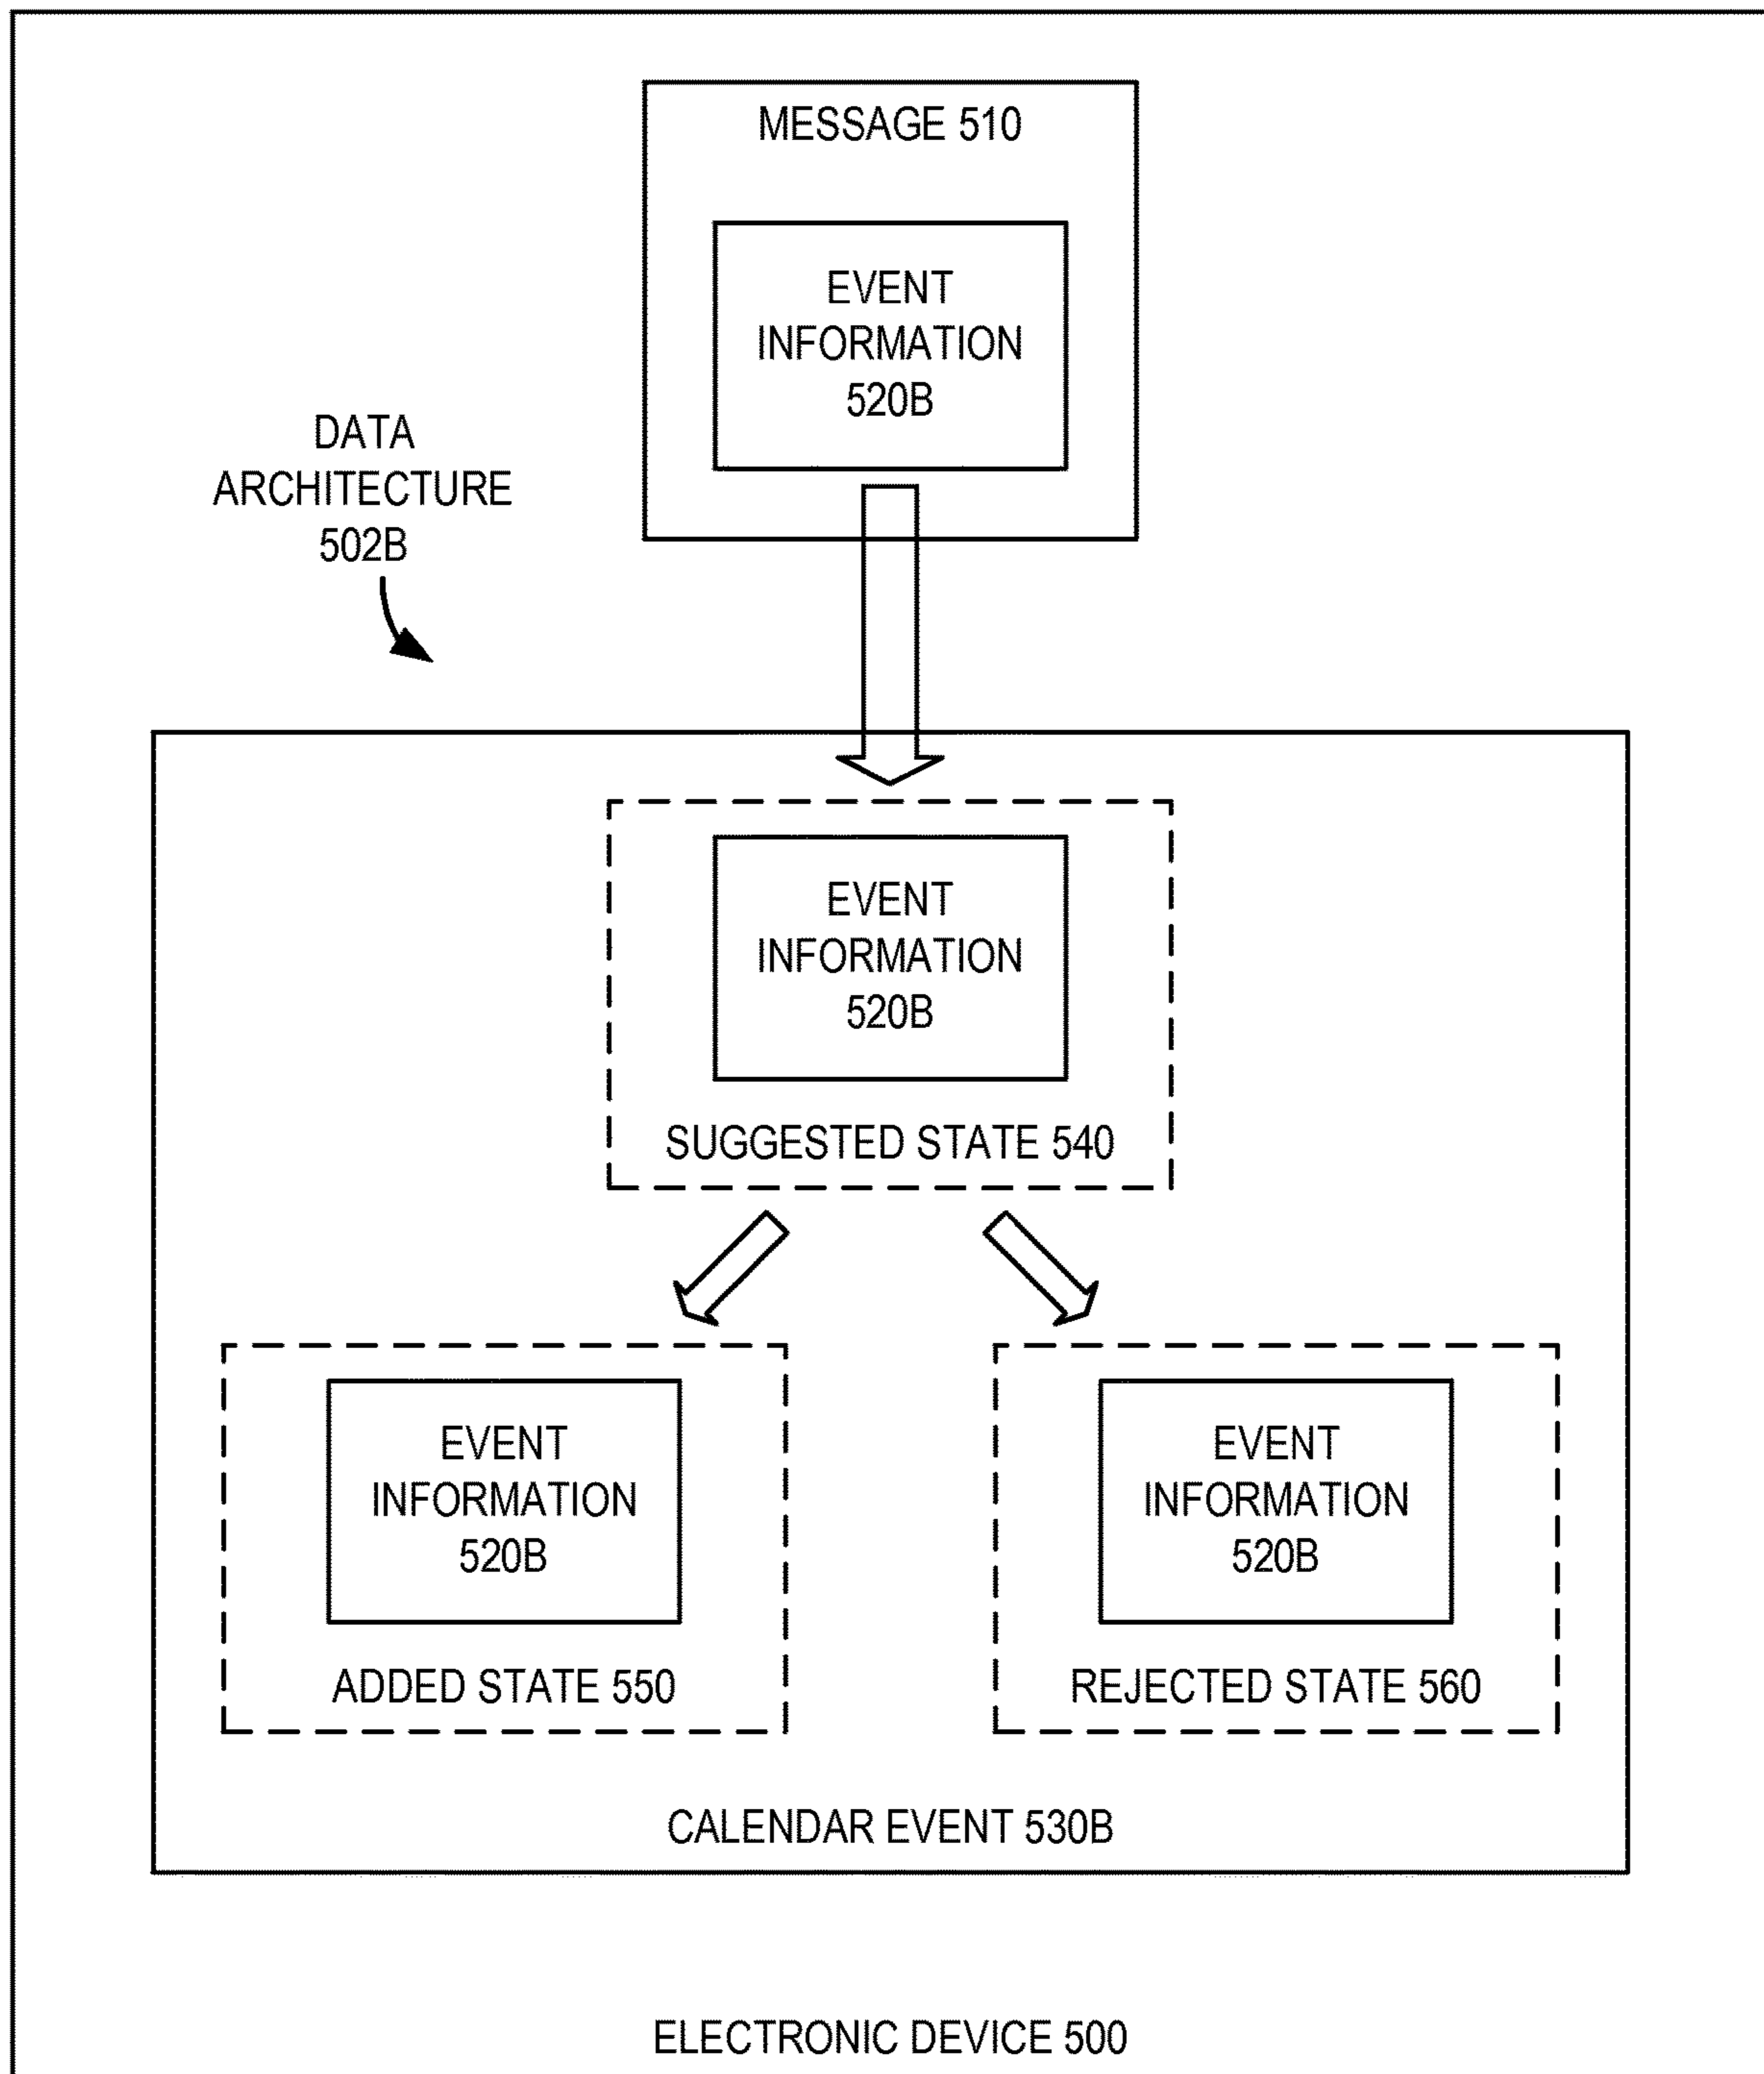 MESSAGE 510
EVENT
INFORMATION
520B
DATA
ARCHITECTURE
502B
EVENT
INFORMATION
520B
SUGGESTED STATE 540
EVENT
INFORMATION
520B
ADDED STATE 550
EVENT
INFORMATION
520B
REJECTED STATE 560
CALENDAR EVENT 530B
ELECTRONIC DEVICE 500